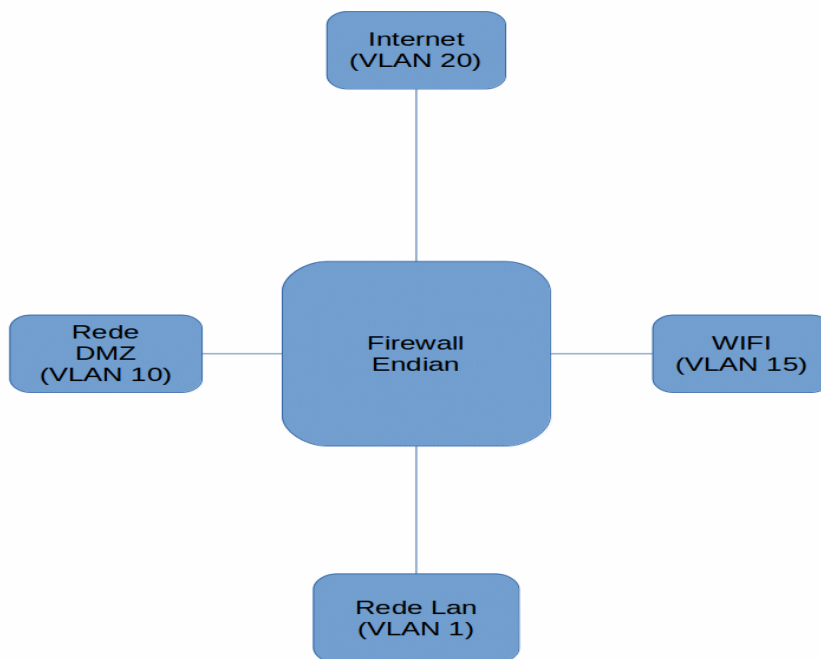 Internet
(VLAN 20)
Rede
DMZ
(VLAN 10)
Firewall
Endian
WIFI
(VLAN 15)
Rede Lan
(VLAN 1)